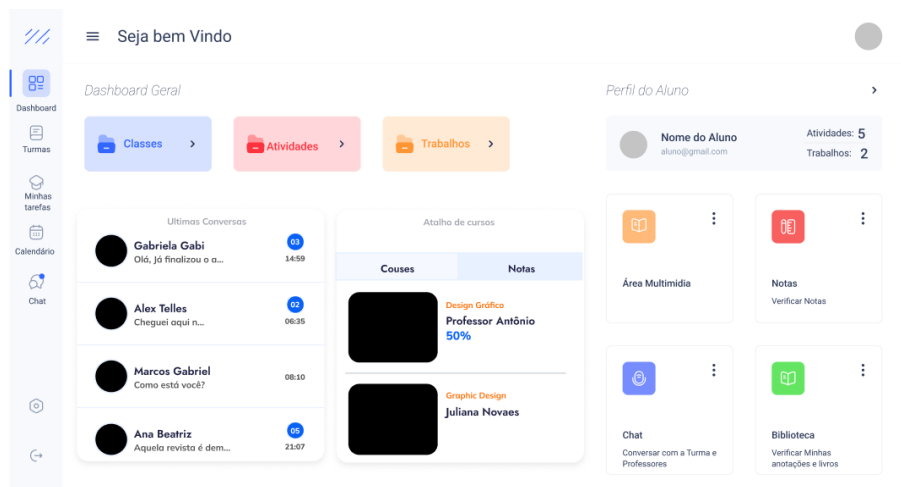 Seja bem Vindo
Dashboard
Turmas
Minhas
tarefas
Calendário
Chat
Dashboard Geral
Classes
Atividades
Trabalhos
Ultimas Conversas
Gabriela Gabi
03
Olá, Já finalizou o a...
14:59
Alex Telles
02
Cheguei aqui n...
06:35
Marcos Gabriel
Como está você?
08:10
Ana Beatriz
05
Aquela revista é dem...
21:07
Atalho de cursos
Couses
Notas
Design Gráfico
Professor Antônio
50%
Graphic Design
Juliana Novaes
Perfil do Aluno
Nome do Aluno
aluno@gmail.com
Atividades: 5
Trabalhos: 2
Área Multimidia
Notas
Verificar Notas
Chat
Conversar com a Turma e
Professores
Biblioteca
Verificar Minhas
anotações e livros